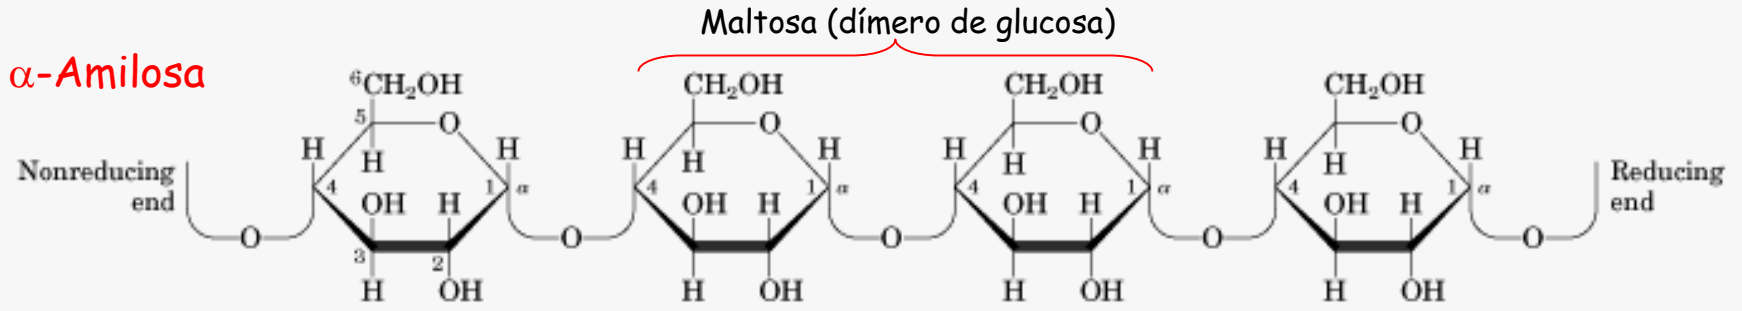 Maltosa (dímero de glucosa)
α-Amilosa
6CH₂OH CH₂OH CH₂OH CH₂OH
5 O O O O
H H H H H H H H
H H H H
Nonreducing end
4 1 α 4 1 α 4 1 α 4 1 α
Reducing end
OH H OH H OH H OH H
O O O O O
3 2
H OH H OH H OH H OH